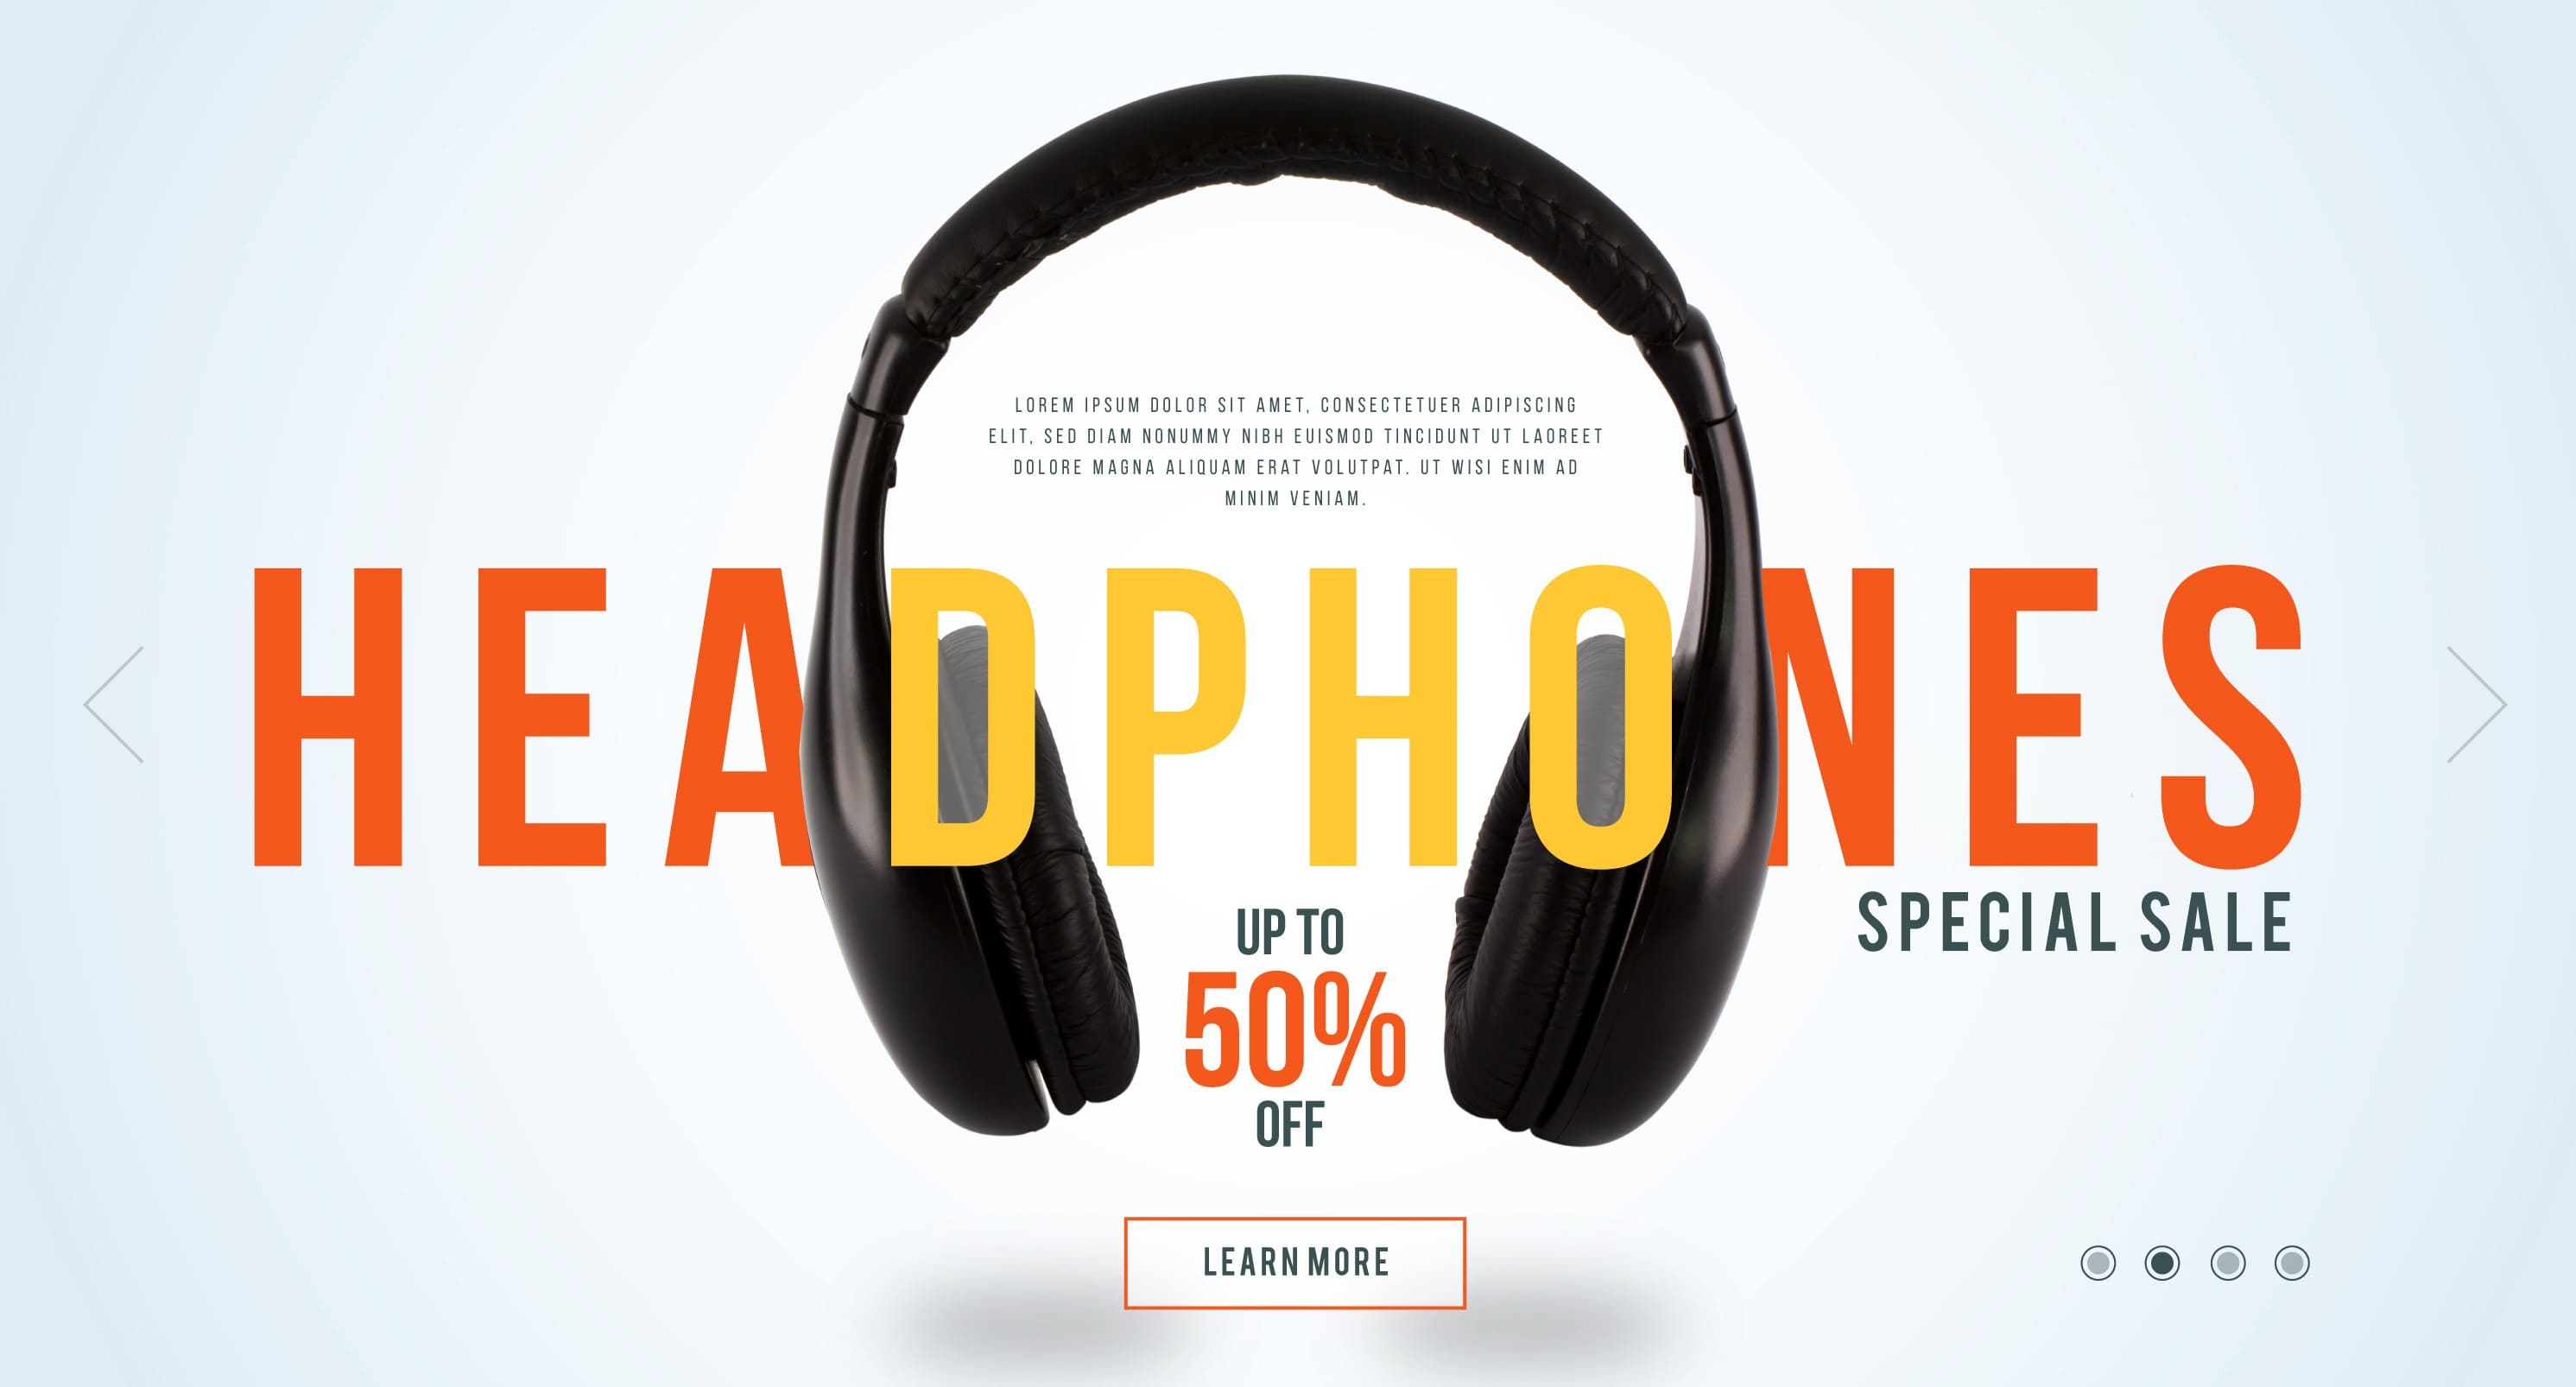 LOREM IPSUM DOLOR SIT AMET, CONSECTETUER ADIPISCING
ELIT, SED DIAM NONUMMY NIBH EUISMOD TINCIDUNT UT LAOREET
DOLORE MAGNA ALIQUAM ERAT VOLUTPAT. UT WISI ENIM AD
MINIM VENIAM.
HEADPHONES
SPECIAL SALE
UP TO
50%
OFF
LEARN MORE